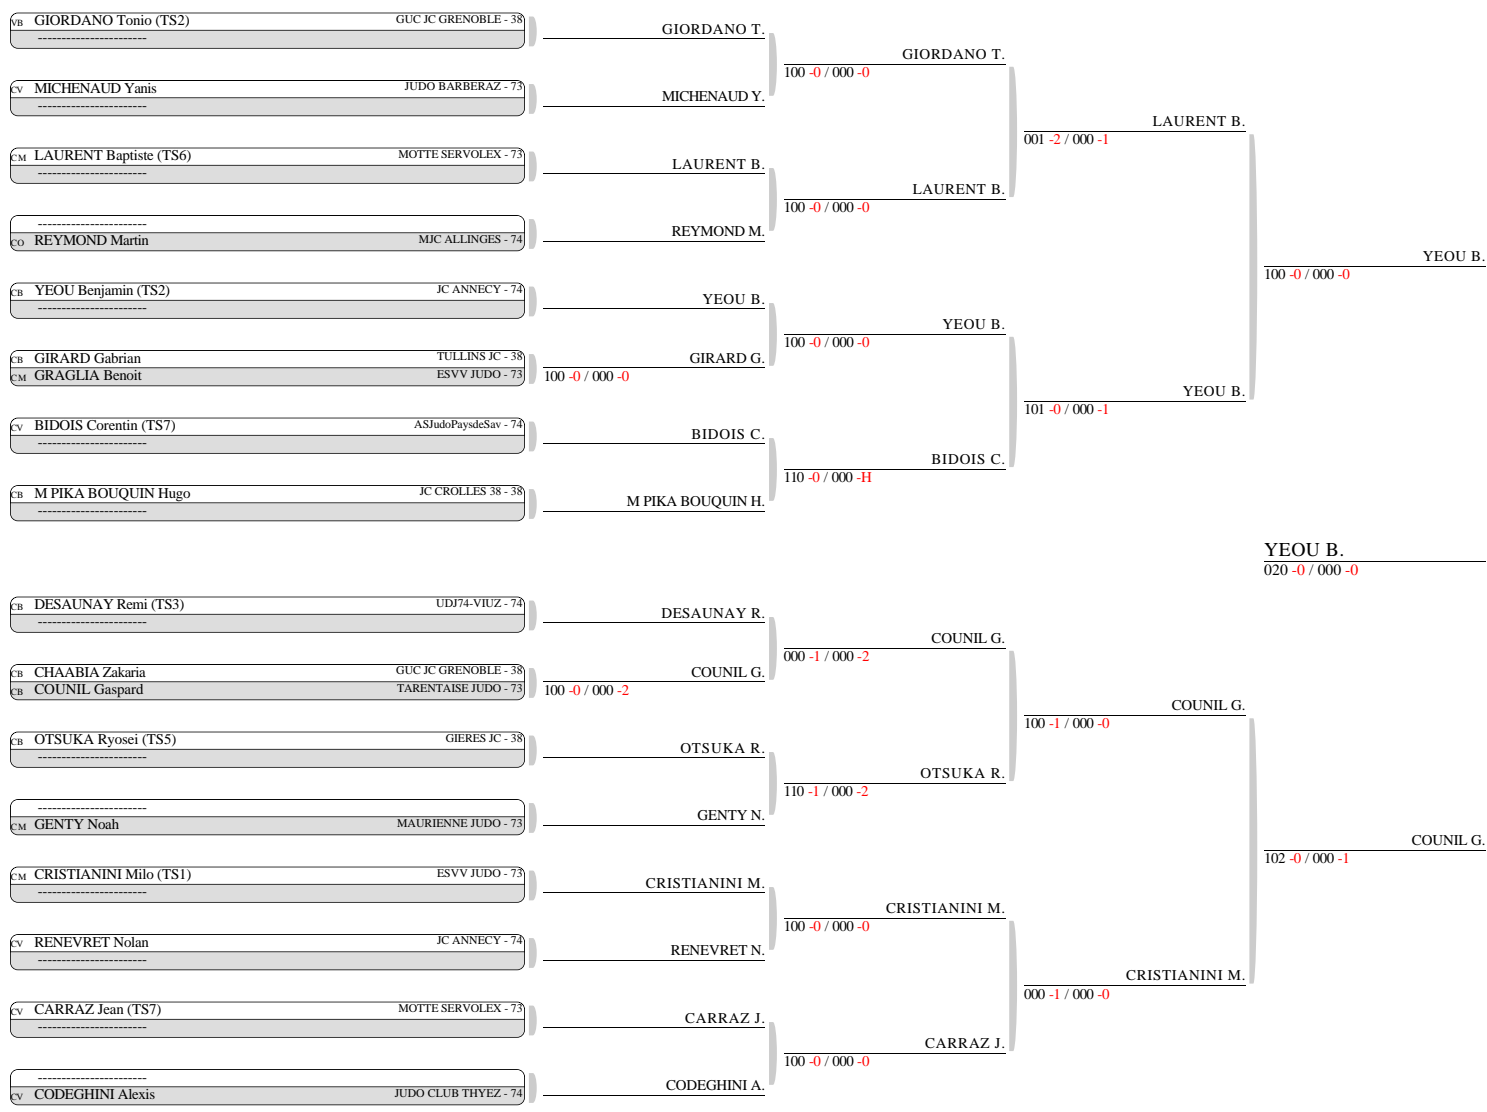 VB GIORDANO Tonio (TS2) GUC JC GRENOBLE - 38
-----------------------
GIORDANO T.
CV MICHENAUD Yanis JUDO BARBERAZ - 73
-----------------------
MICHENAUD Y.
GIORDANO T.
100 -0 / 000 -0
CM LAURENT Baptiste (TS6) MOTTE SERVOLEX - 73
-----------------------
LAURENT B.
-----------------------
CO REYMOND Martin MJC ALLINGES - 74
REYMOND M.
LAURENT B.
100 -0 / 000 -0
LAURENT B.
001 -2 / 000 -1
CB YEOU Benjamin (TS2) JC ANNECY - 74
-----------------------
YEOU B.
CB GIRARD Gabrian TULLINS JC - 38
CM GRAGLIA Benoit ESVV JUDO - 73
GIRARD G.
100 -0 / 000 -0
YEOU B.
100 -0 / 000 -0
CV BIDOIS Corentin (TS7) ASJudoPaysdeSav - 74
-----------------------
BIDOIS C.
CB M PIKA BOUQUIN Hugo JC CROLLES 38 - 38
-----------------------
M PIKA BOUQUIN H.
BIDOIS C.
110 -0 / 000 -H
YEOU B.
101 -0 / 000 -1
YEOU B.
100 -0 / 000 -0
YEOU B.
020 -0 / 000 -0
CB DESAUNAY Remi (TS3) UDJ74-VIUZ - 74
-----------------------
DESAUNAY R.
CB CHAABIA Zakaria GUC JC GRENOBLE - 38
CB COUNIL Gaspard TARENTAISE JUDO - 73
COUNIL G.
100 -0 / 000 -2
COUNIL G.
000 -1 / 000 -2
CB OTSUKA Ryosei (TS5) GIERES JC - 38
-----------------------
OTSUKA R.
-----------------------
CM GENTY Noah MAURIENNE JUDO - 73
GENTY N.
OTSUKA R.
110 -1 / 000 -2
COUNIL G.
100 -1 / 000 -0
CM CRISTIANINI Milo (TS1) ESVV JUDO - 73
-----------------------
CRISTIANINI M.
CV RENEVRET Nolan JC ANNECY - 74
-----------------------
RENEVRET N.
CRISTIANINI M.
100 -0 / 000 -0
CV CARRAZ Jean (TS7) MOTTE SERVOLEX - 73
-----------------------
CARRAZ J.
-----------------------
CV CODEGHINI Alexis JUDO CLUB THYEZ - 74
CODEGHINI A.
CARRAZ J.
100 -0 / 000 -0
CRISTIANINI M.
000 -1 / 000 -0
COUNIL G.
102 -0 / 000 -1